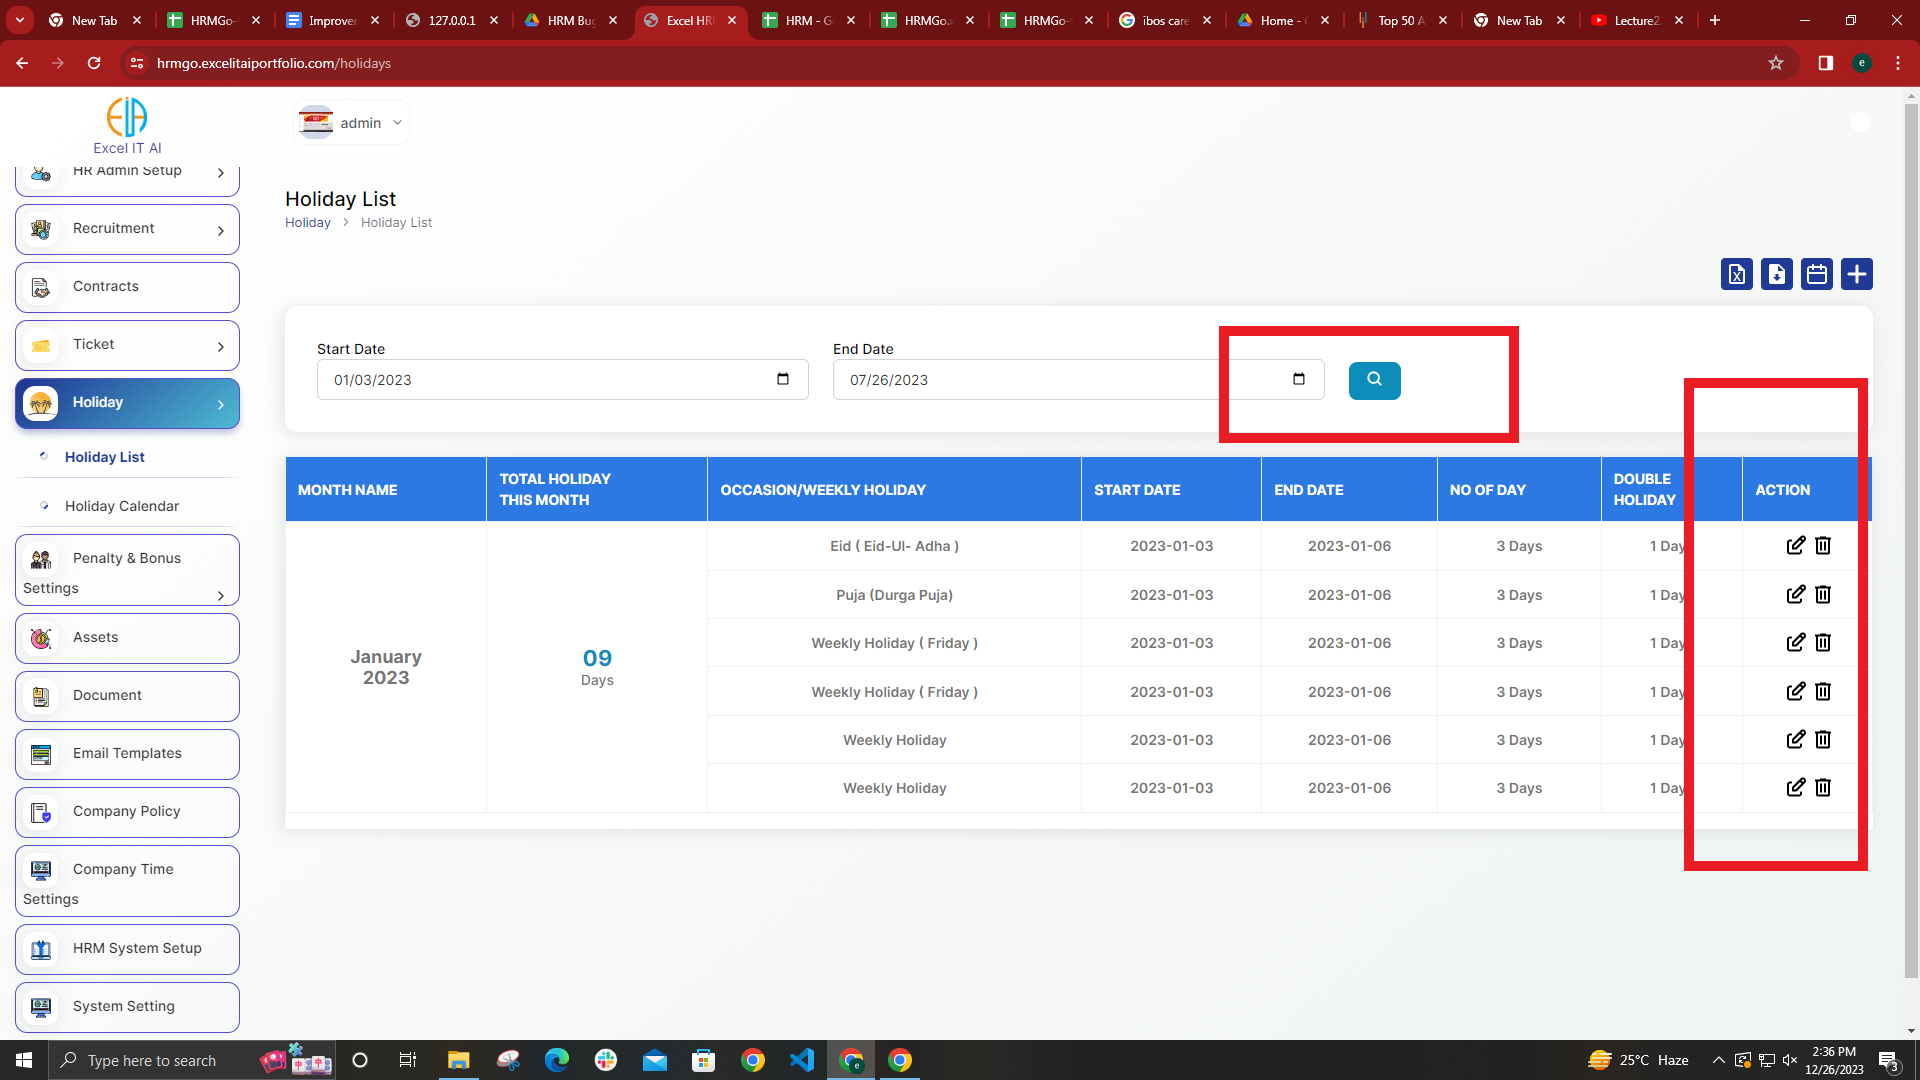 New Tab
HRMGo-
Improver
127.0.0.1
HRM Bug
Excel HR
HRM - G
HRMGo.x
HRMGo-
ibos care
Home -
Top 50 A
New Tab
Lecture2
hrmgo.excelitaiportfolio.com/holidays
e
Excel IT AI
admin
HR Admin Setup
Recruitment
Contracts
Ticket
Holiday
Holiday List
Holiday Calendar
Penalty & Bonus
Settings
Assets
Document
Email Templates
Company Policy
Company Time
Settings
HRM System Setup
System Setting
Holiday List
Holiday > Holiday List
Start Date
01/03/2023
End Date
07/26/2023
MONTH NAME TOTAL HOLIDAY THIS MONTH OCCASION/WEEKLY HOLIDAY START DATE END DATE NO OF DAY DOUBLE HOLIDAY ACTION
January
2023
09
Days
Eid ( Eid-Ul- Adha ) 2023-01-03 2023-01-06 3 Days 1 Day
Puja (Durga Puja) 2023-01-03 2023-01-06 3 Days 1 Day
Weekly Holiday ( Friday ) 2023-01-03 2023-01-06 3 Days 1 Day
Weekly Holiday ( Friday ) 2023-01-03 2023-01-06 3 Days 1 Day
Weekly Holiday 2023-01-03 2023-01-06 3 Days 1 Day
Weekly Holiday 2023-01-03 2023-01-06 3 Days 1 Day
Type here to search
25°C Haze
2:36 PM
12/26/2023
3